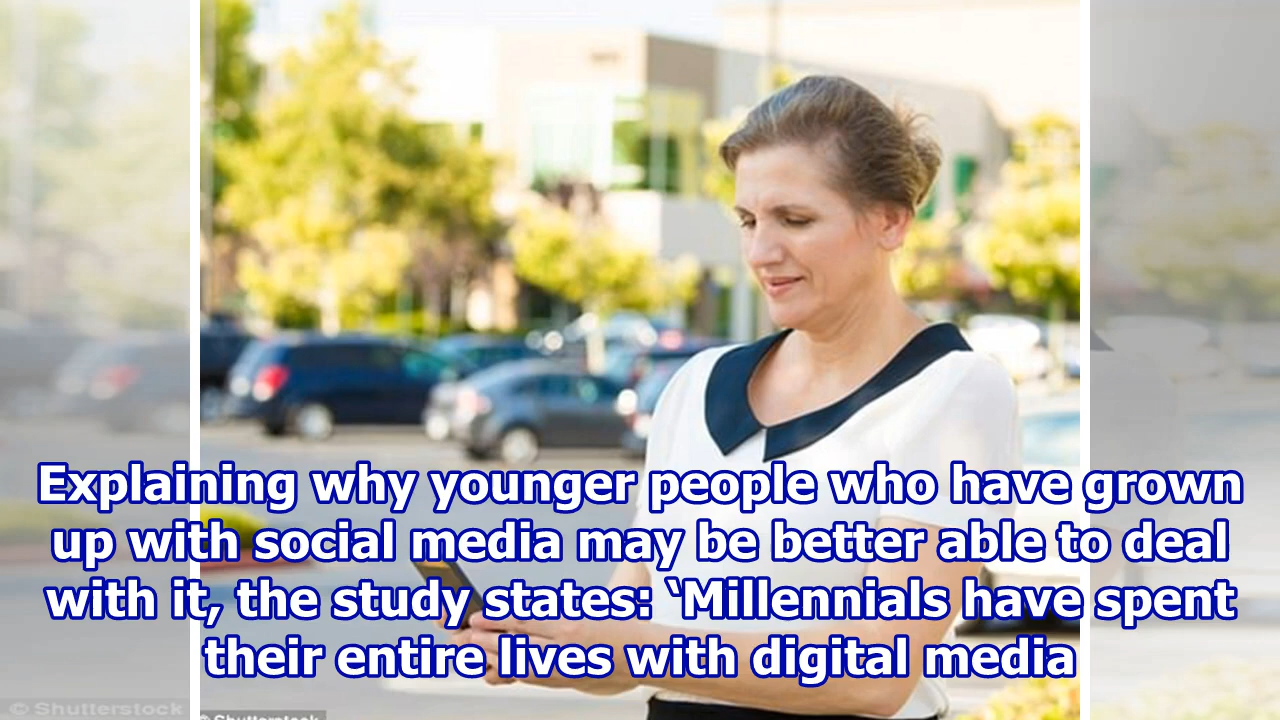 Explaining why younger people who have grown
up with social media may be better able to deal
with it, the study states: ‘Millennials have spent
their entire lives with digital media
© Shutterstock
© Shutterstock